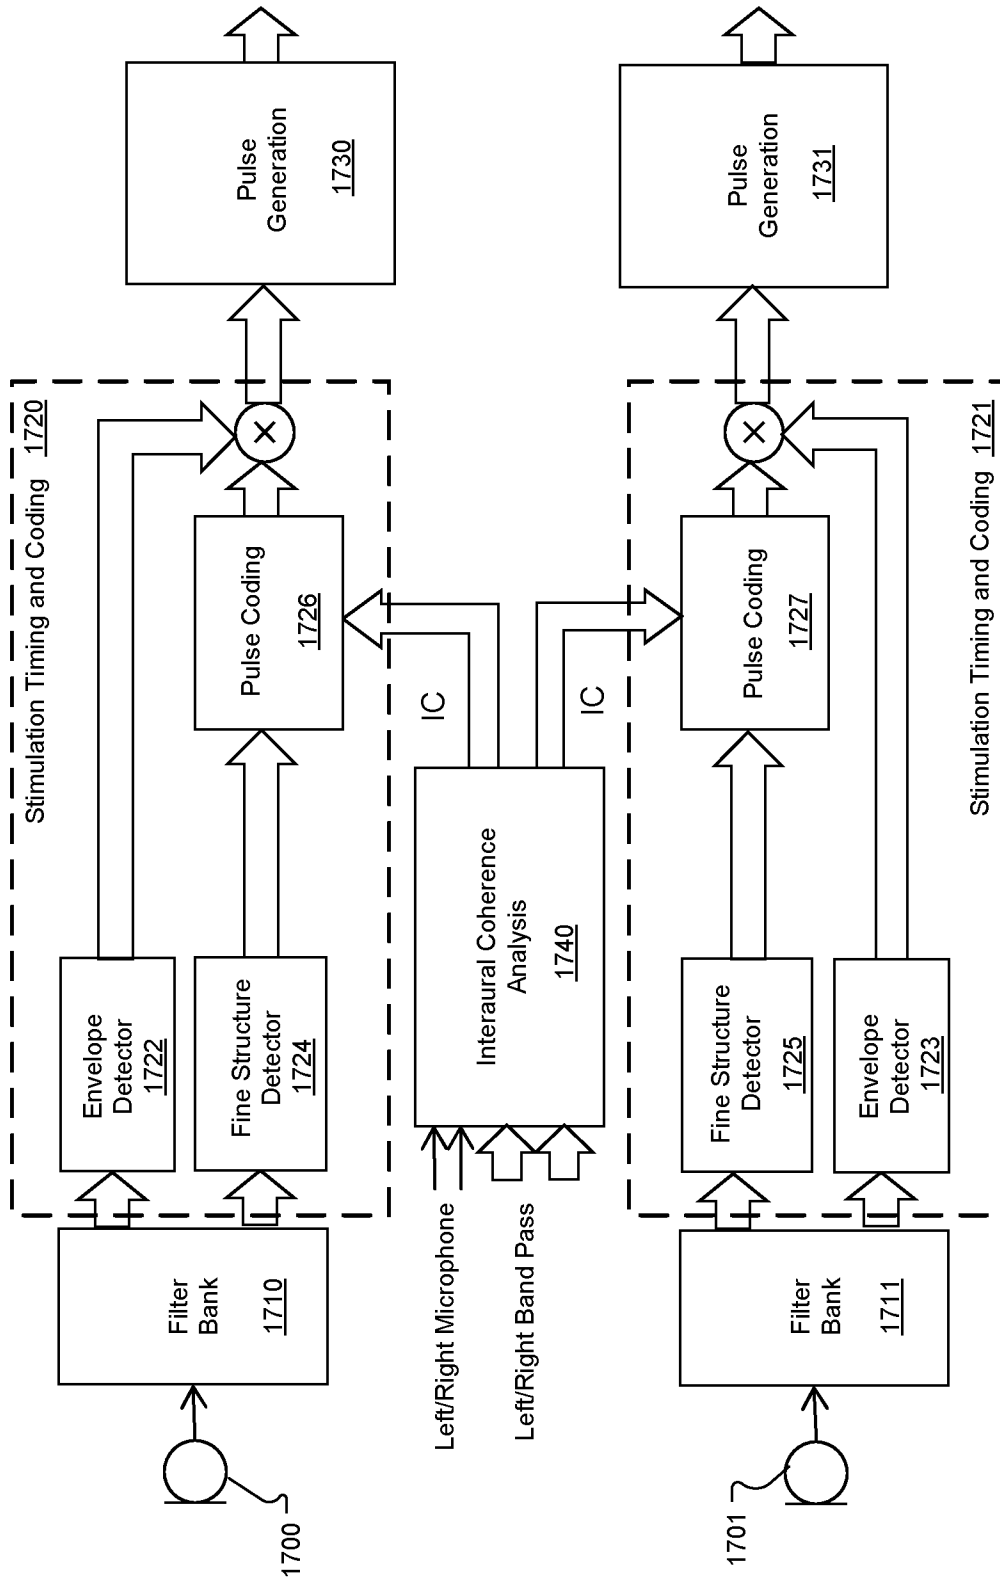 1700
Filter
Bank
1710
Stimulation Timing and Coding 1720
Envelope
Detector
1722
Fine Structure
Detector
1724
Pulse Coding
1726
×
Pulse
Generation
1730
Left/Right Microphone
Left/Right Band Pass
Interaural Coherence
Analysis
1740
IC
IC
1701
Filter
Bank
1711
Fine Structure
Detector
1725
Envelope
Detector
1723
Pulse Coding
1727
×
Stimulation Timing and Coding 1721
Pulse
Generation
1731